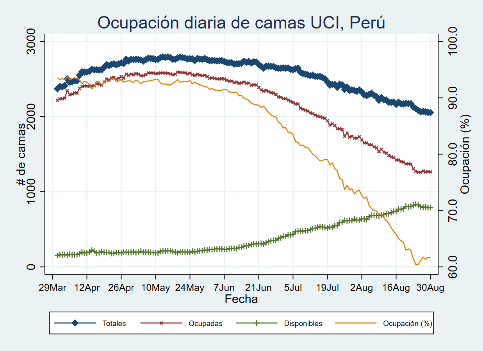 Ocupación diaria de camas UCI, Perú
# de camas
3000
2000
1000
0
Ocupación (%)
100.0
90.0
80.0
70.0
60.0
29Mar 12Apr 26Apr 10May 24May 7Jun 21Jun 5Jul 19Jul 2Aug 16Aug 30Aug
Fecha
Totales Ocupadas Disponibles Ocupación (%)